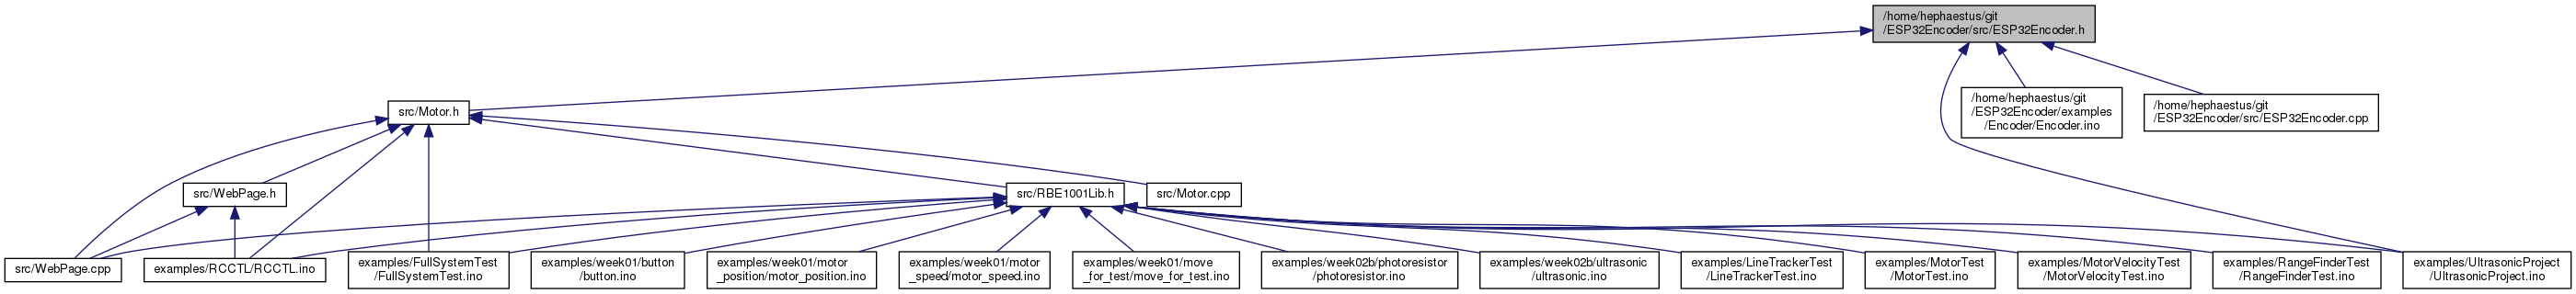 /home/hephaestus/git
/ESP32Encoder/src/ESP32Encoder.h
src/Motor.h
/home/hephaestus/git
/ESP32Encoder/examples
/Encoder/Encoder.ino
/home/hephaestus/git
/ESP32Encoder/src/ESP32Encoder.cpp
src/WebPage.h
src/RBE1001Lib.h
src/Motor.cpp
src/WebPage.cpp
examples/RCCTL/RCCTL.ino
examples/FullSystemTest
/FullSystemTest.ino
examples/week01/button
/button.ino
examples/week01/motor
_position/motor_position.ino
examples/week01/motor
_speed/motor_speed.ino
examples/week01/move
_for_test/move_for_test.ino
examples/week02b/photoresistor
/photoresistor.ino
examples/week02b/ultrasonic
/ultrasonic.ino
examples/LineTrackerTest
/LineTrackerTest.ino
examples/MotorTest
/MotorTest.ino
examples/MotorVelocityTest
/MotorVelocityTest.ino
examples/RangeFinderTest
/RangeFinderTest.ino
examples/UltrasonicProject
/UltrasonicProject.ino